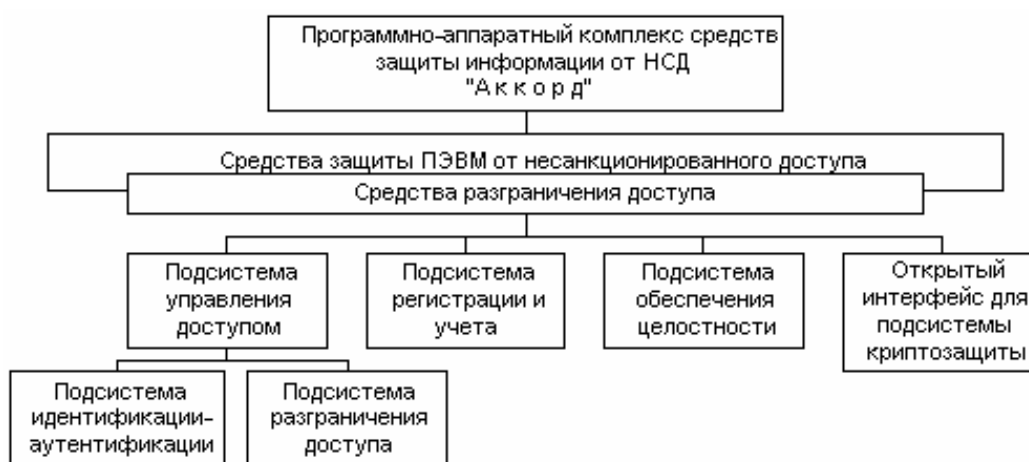 Программно-аппаратный комплекс средств
защиты информации от НСД
"А к к о р д"
Средства защиты ПЭВМ от несанкционированного доступа
Средства разграничения доступа
Подсистема
управления
доступом
Подсистема
регистрации и
учета
Подсистема
обеспечения
целостности
Открытый
интерфейс для
подсистемы
криптозащиты
Подсистема
идентификации-
аутентификации
Подсистема
разграничения
доступа